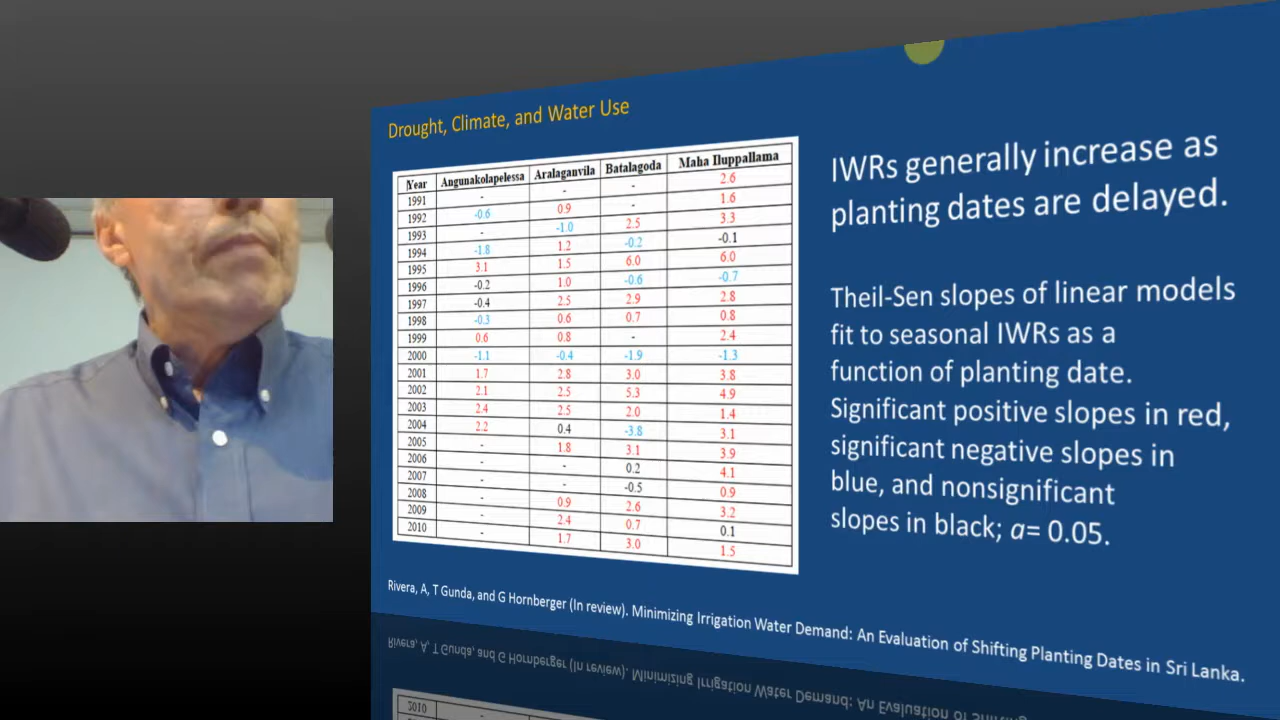 Drought, Climate, and Water Use
Year Angunakolapelessa Aralaganvila Batalagoda Maha Iluppallama
1991 - - - 2.6
1992 -0.6 0.9 - 1.6
1993 - -1.0 2.5 3.3
1994 -1.8 1.2 -0.2 -0.1
1995 3.1 1.5 6.0 6.0
1996 -0.2 1.0 -0.6 -0.7
1997 -0.4 2.5 2.9 2.8
1998 -0.3 0.6 0.7 0.8
1999 0.6 0.8 - 2.4
2000 -1.1 -0.4 -1.9 -1.3
2001 1.7 2.8 3.0 3.8
2002 2.1 2.5 5.3 4.9
2003 2.4 2.5 2.0 1.4
2004 2.2 0.4 -3.8 3.1
2005 - 1.8 3.1 3.9
2006 - - 0.2 4.1
2007 - - -0.5 0.9
2008 - 0.9 2.6 3.2
2009 - 2.4 0.7 0.1
2010 - 1.7 3.0 1.5
IWRs generally increase as
planting dates are delayed.
Theil-Sen slopes of linear models
fit to seasonal IWRs as a
function of planting date.
Significant positive slopes in red,
significant negative slopes in
blue, and nonsignificant
slopes in black; a= 0.05.
Rivera, A, T Gunda, and G Hornberger (In review). Minimizing Irrigation Water Demand: An Evaluation of Shifting Planting Dates in Sri Lanka.